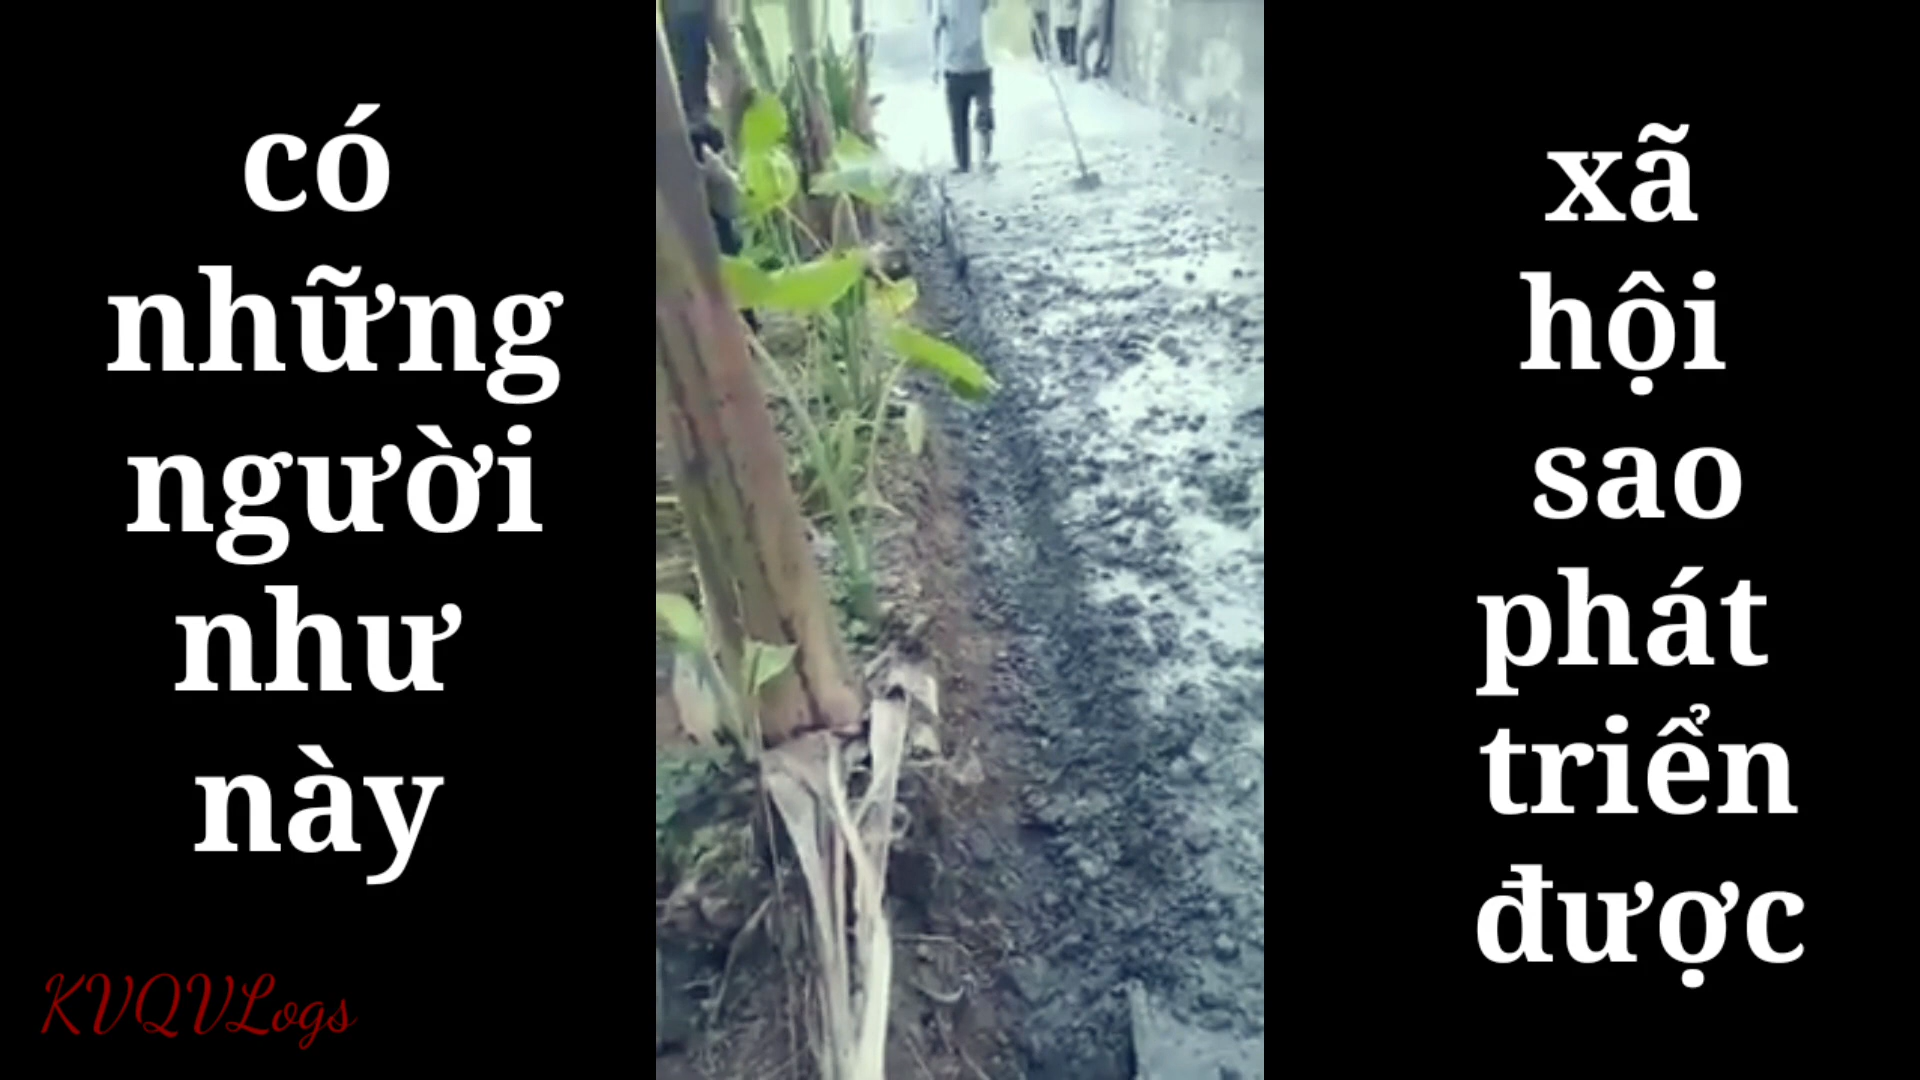 có
những
người
như
này
xã
hội
sao
phát
triển
được
KVQVLogs